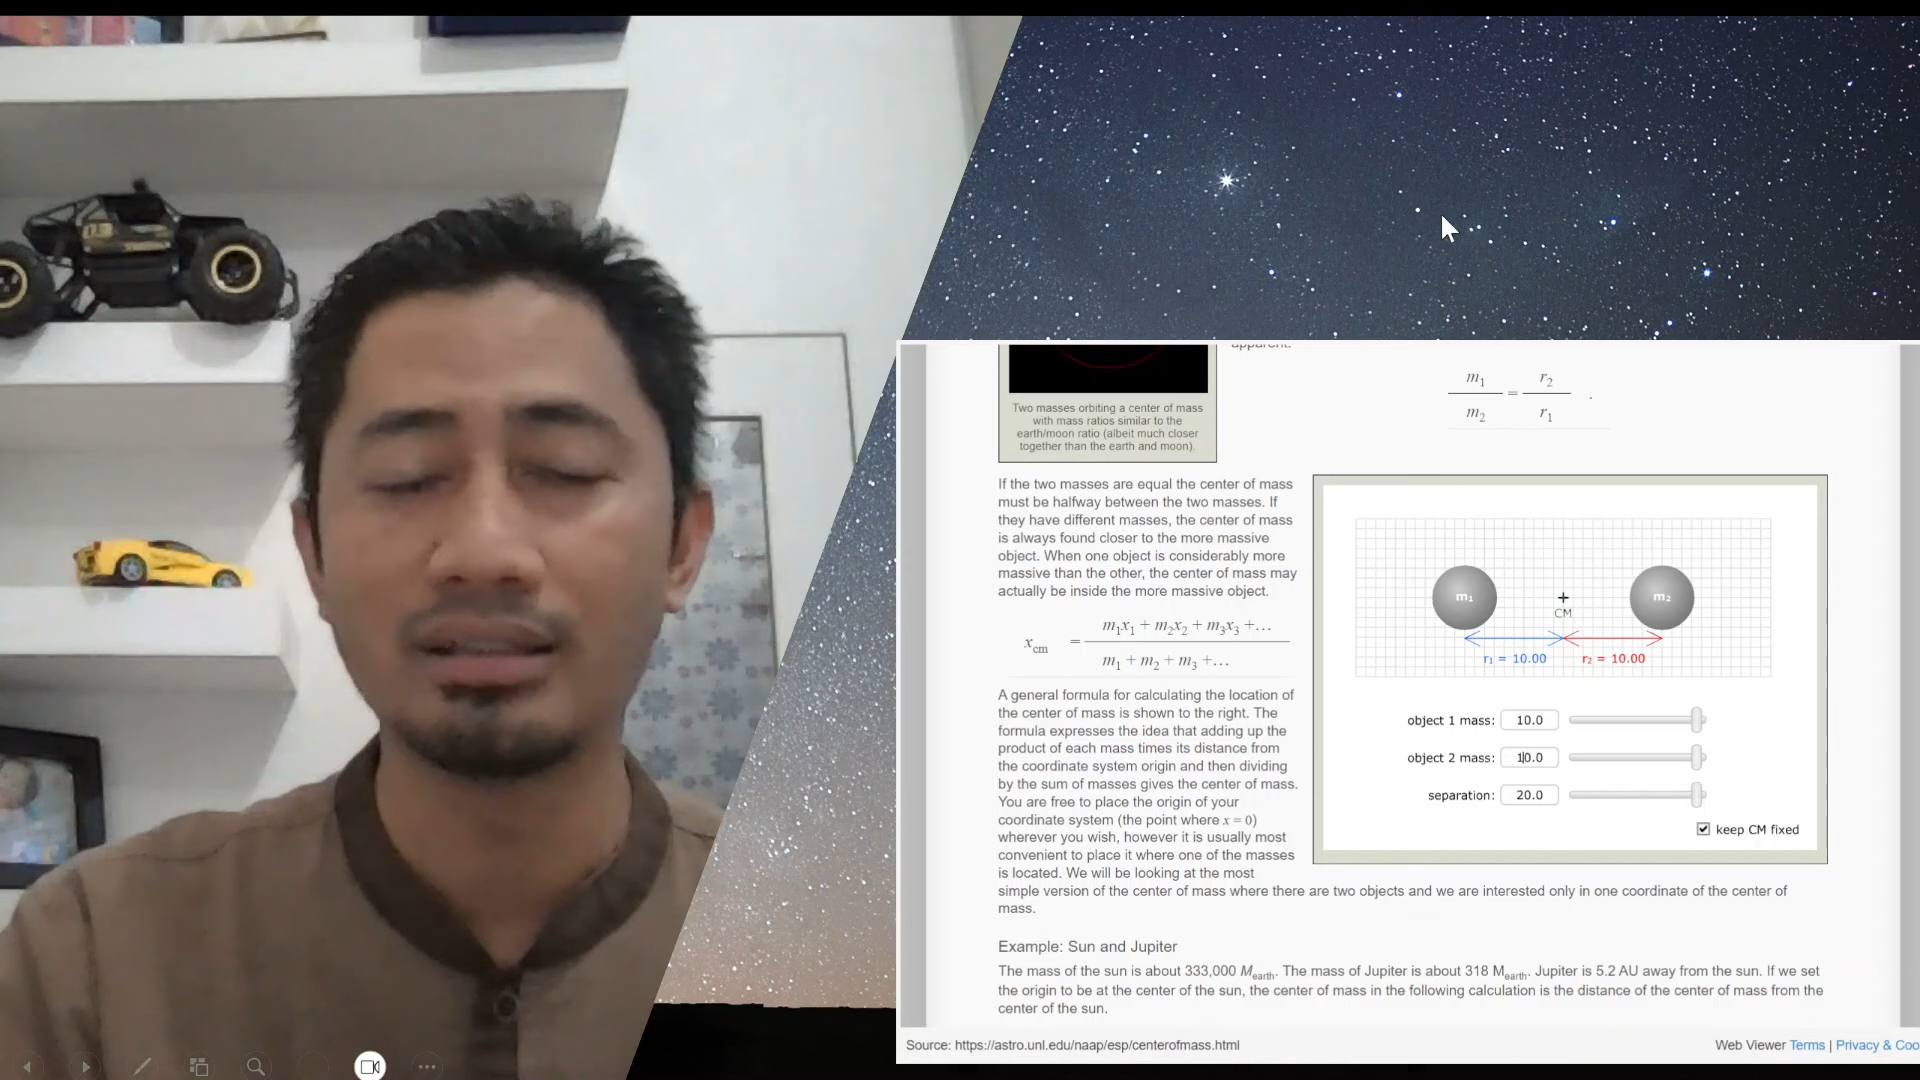 apparent.
m1 / m2 = r2 / r1 .
Two masses orbiting a center of mass
with mass ratios similar to the
earth/moon ratio (albeit much closer
together than the earth and moon).
If the two masses are equal the center of mass
must be halfway between the two masses. If
they have different masses, the center of mass
is always found closer to the more massive
object. When one object is considerably more
massive than the other, the center of mass may
actually be inside the more massive object.
xcm = m1x1 + m2x2 + m3x3 +... / m1 + m2 + m3 +...
A general formula for calculating the location of
the center of mass is shown to the right. The
formula expresses the idea that adding up the
product of each mass times its distance from
the coordinate system origin and then dividing
by the sum of masses gives the center of mass.
You are free to place the origin of your
coordinate system (the point where x = 0)
wherever you wish, however it is usually most
convenient to place it where one of the masses
is located. We will be looking at the most
simple version of the center of mass where there are two objects and we are interested only in one coordinate of the center of
mass.
m1
CM
m2
r1 = 10.00
r2 = 10.00
object 1 mass: 10.0
object 2 mass: 10.0
separation: 20.0
keep CM fixed
Example: Sun and Jupiter
The mass of the sun is about 333,000 Mearth. The mass of Jupiter is about 318 Mearth. Jupiter is 5.2 AU away from the sun. If we set
the origin to be at the center of the sun, the center of mass in the following calculation is the distance of the center of mass from the
center of the sun.
Source: https://astro.unl.edu/naap/esp/centerofmass.html
Web Viewer Terms | Privacy & Coo